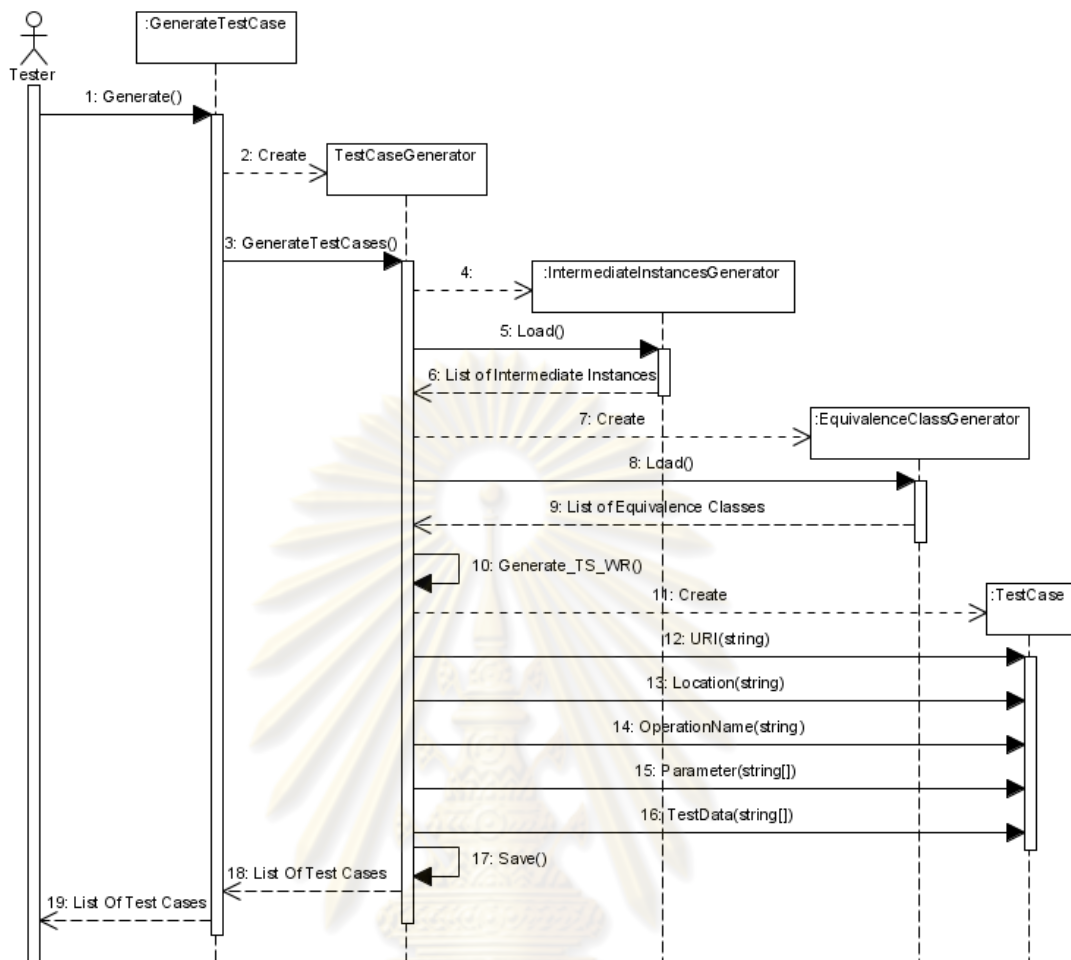 :GenerateTestCase
Tester
1: Generate()
2: Create
TestCaseGenerator
3: GenerateTestCases()
4:
:IntermediateInstancesGenerator
5: Load()
6: List of Intermediate Instances
7: Create
:EquivalenceClassGenerator
8: Load()
9: List of Equivalence Classes
10: Generate_TS_WR()
11: Create
:TestCase
12: URI(string)
13: Location(string)
14: OperationName(string)
15: Parameter(string[])
16: TestData(string[])
17: Save()
18: List Of Test Cases
19: List Of Test Cases